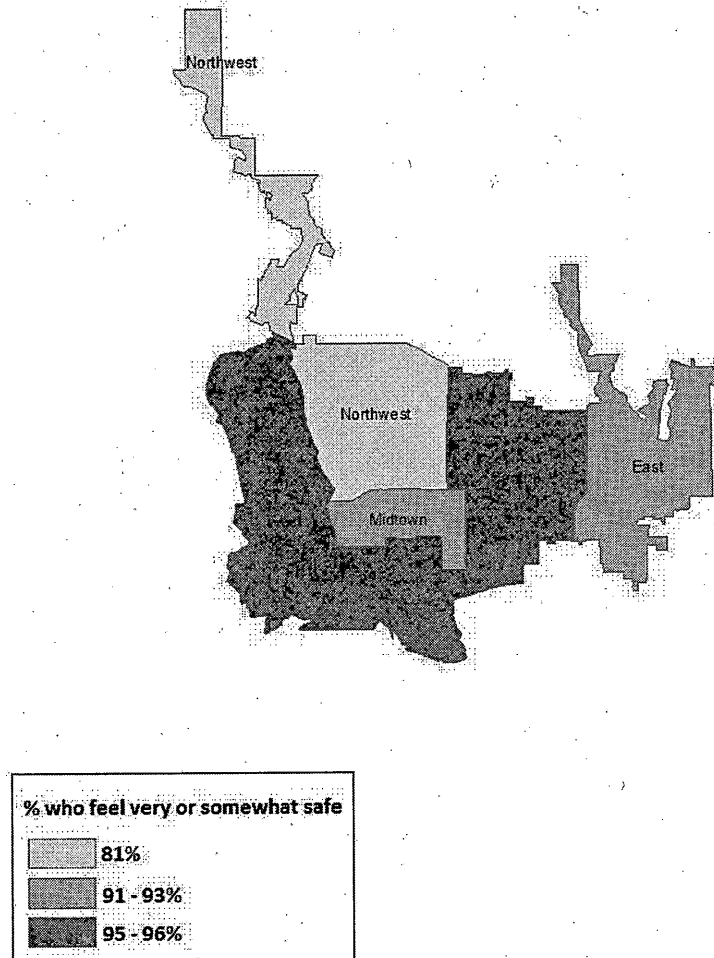 Northwest
Northwest
East
Midtown
% who feel very or somewhat safe
81%
91 - 93%
95 - 96%